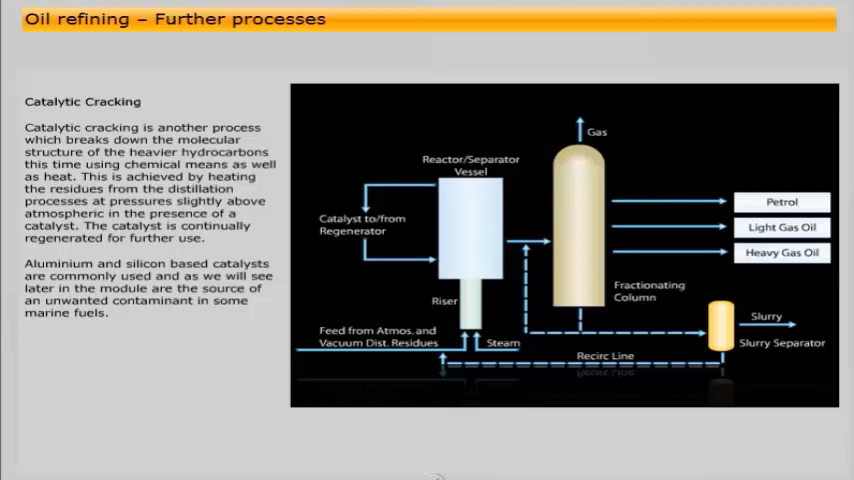 Oil refining – Further processes
Catalytic Cracking
Catalytic cracking is another process
which breaks down the molecular
structure of the heavier hydrocarbons
this time using chemical means as well
as heat. This is achieved by heating
the residues from the distillation
processes at pressures slightly above
atmospheric in the presence of a
catalyst. The catalyst is continually
regenerated for further use.
Aluminium and silicon based catalysts
are commonly used and as we will see
later in the module are the source of
an unwanted contaminant in some
marine fuels.
Gas
Reactor/Separator
Vessel
Catalyst to/from
Regenerator
Petrol
Light Gas Oil
Heavy Gas Oil
Fractionating
Column
Riser
Feed from Atmos. and
Vacuum Dist. Residues
Steam
Slurry
Slurry Separator
Recirc Line